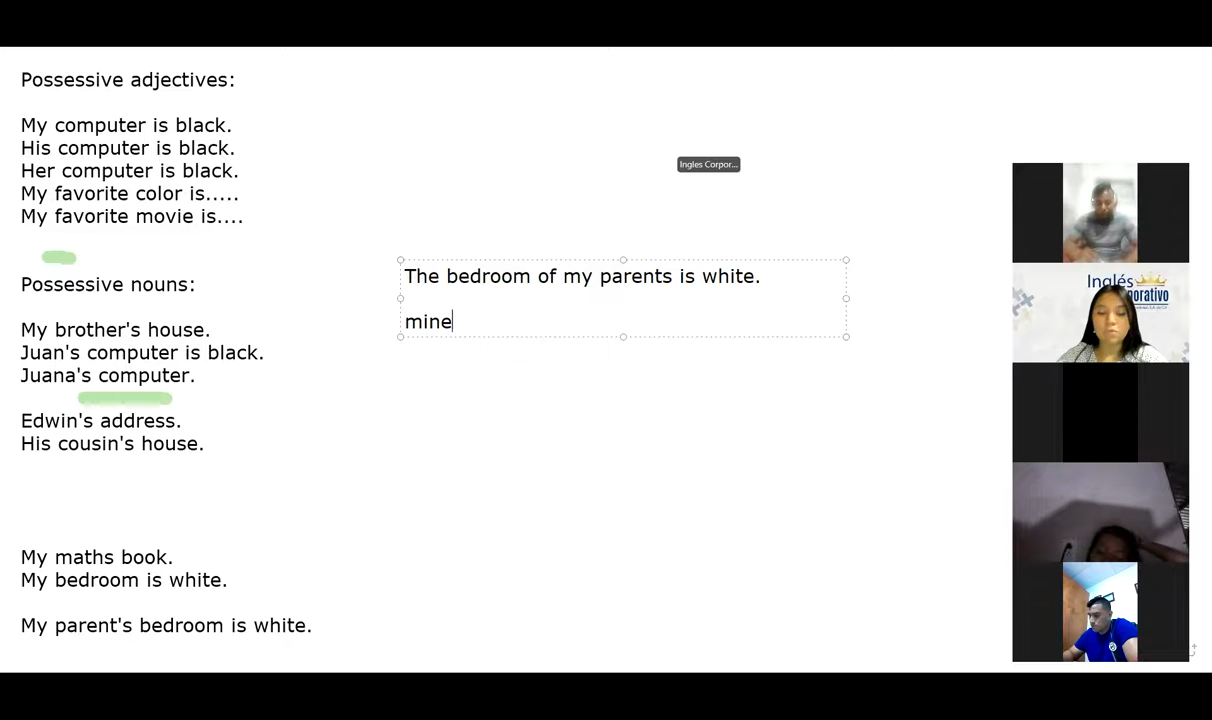 Possessive adjectives:
My computer is black.
His computer is black.
Her computer is black.
My favorite color is.....
My favorite movie is....
Possessive nouns:
My brother's house.
Juan's computer is black.
Juana's computer.
Edwin's address.
His cousin's house.
My maths book.
My bedroom is white.
My parent's bedroom is white.
Ingles Corpor...
The bedroom of my parents is white.
mine
Inglés
porativo